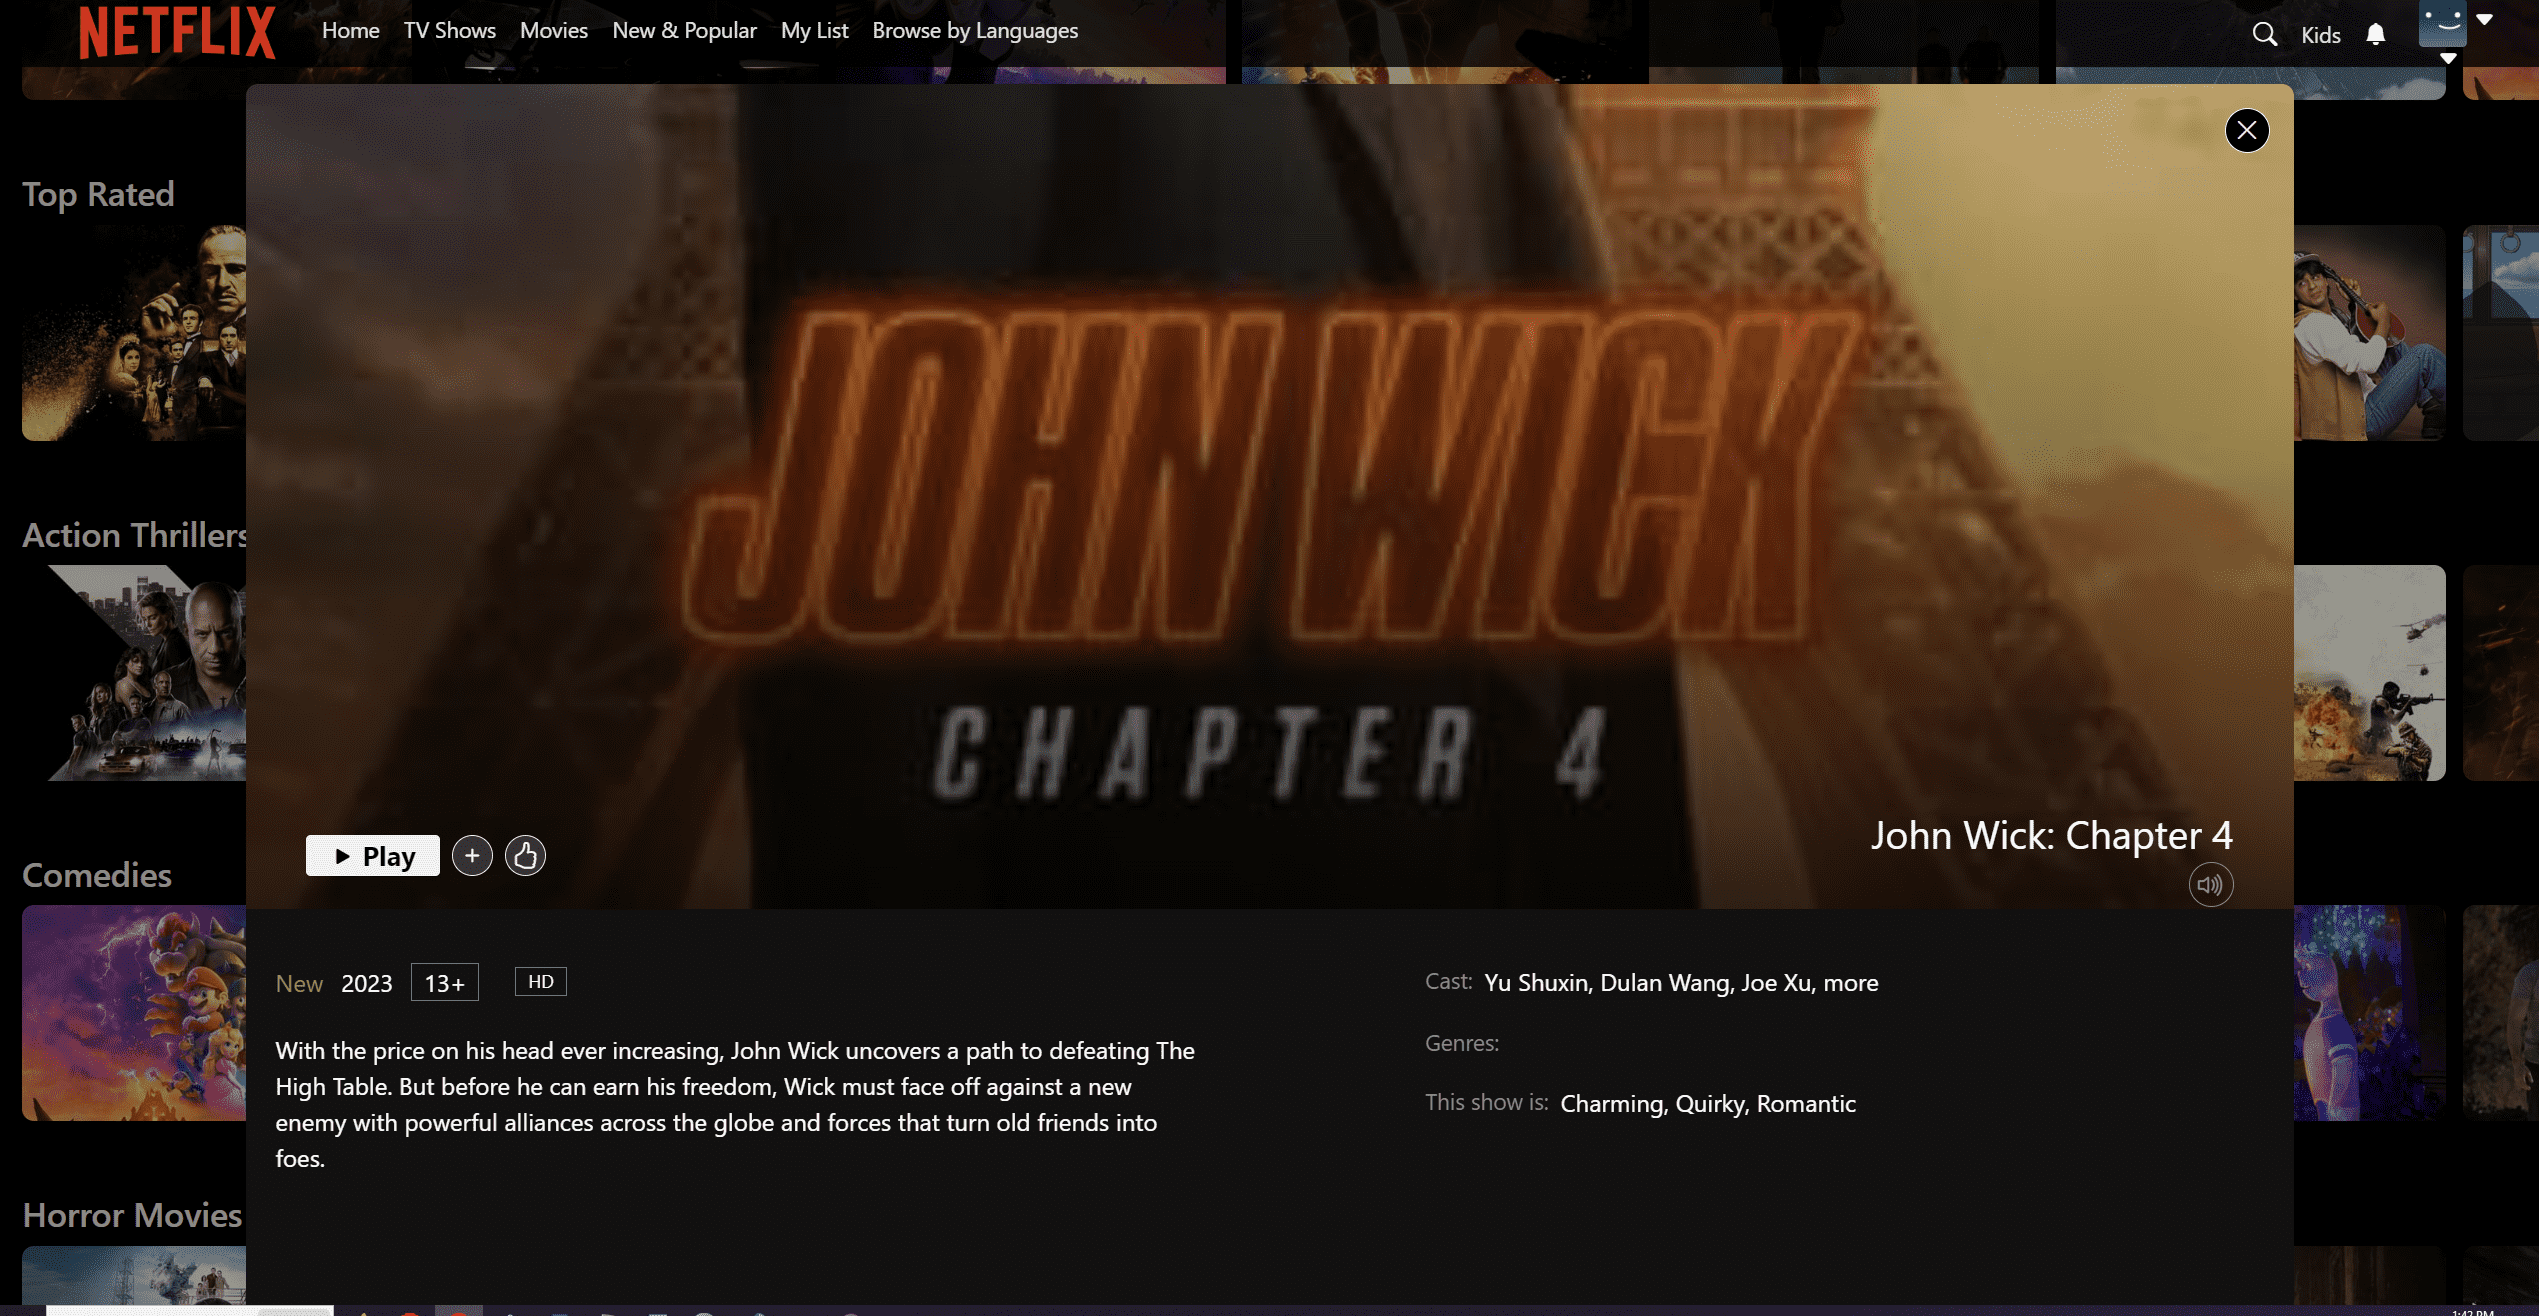 NETFLIX
Home TV Shows Movies New & Popular My List Browse by Languages
Kids
Top Rated
JOHN WICK
CHAPTER 4
Action Thrillers
John Wick: Chapter 4
Play
Comedies
New 2023 13+ HD
With the price on his head ever increasing, John Wick uncovers a path to defeating The
High Table. But before he can earn his freedom, Wick must face off against a new
enemy with powerful alliances across the globe and forces that turn old friends into
foes.
Cast: Yu Shuxin, Dulan Wang, Joe Xu, more
Genres:
This show is: Charming, Quirky, Romantic
Horror Movies
1:42 PM